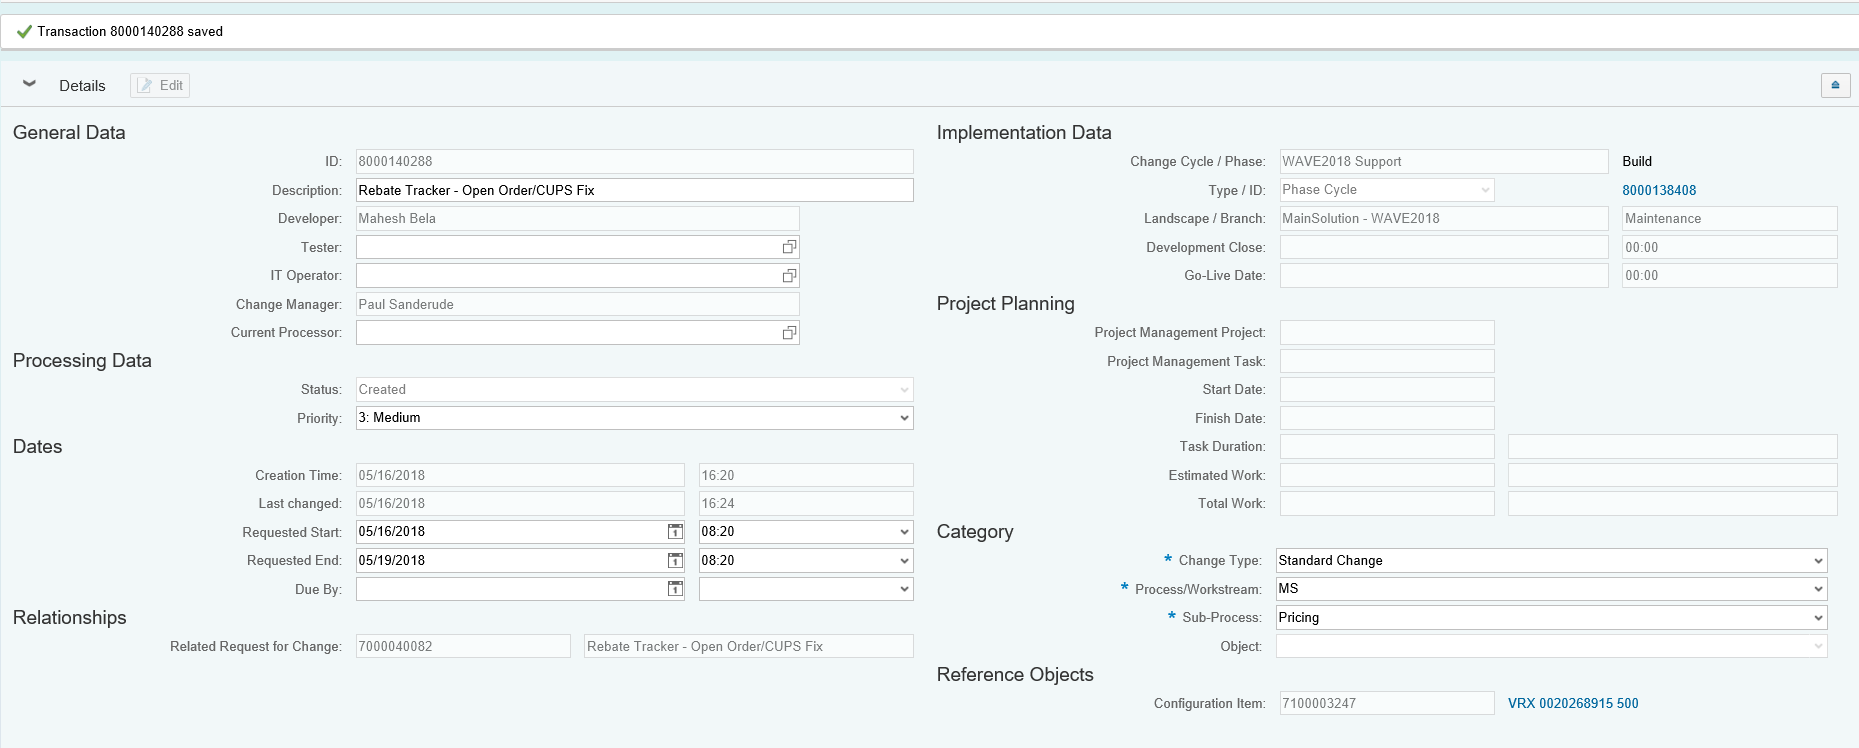 Transaction 8000140288 saved
Details Edit
General Data
ID: 8000140288
Description: Rebate Tracker - Open Order/CUPS Fix
Developer: Mahesh Bela
Tester:
IT Operator:
Change Manager: Paul Sanderude
Current Processor:
Processing Data
Status: Created
Priority: 3: Medium
Dates
Creation Time: 05/16/2018 16:20
Last changed: 05/16/2018 16:24
Requested Start: 05/16/2018 08:20
Requested End: 05/19/2018 08:20
Due By:
Relationships
Related Request for Change: 7000040082 Rebate Tracker - Open Order/CUPS Fix
Implementation Data
Change Cycle / Phase: WAVE2018 Support Build
Type / ID: Phase Cycle 8000138408
Landscape / Branch: MainSolution - WAVE2018 Maintenance
Development Close: 00:00
Go-Live Date: 00:00
Project Planning
Project Management Project:
Project Management Task:
Start Date:
Finish Date:
Task Duration:
Estimated Work:
Total Work:
Category
* Change Type: Standard Change
* Process/Workstream: MS
* Sub-Process: Pricing
Object:
Reference Objects
Configuration Item: 7100003247 VRX 0020268915 500